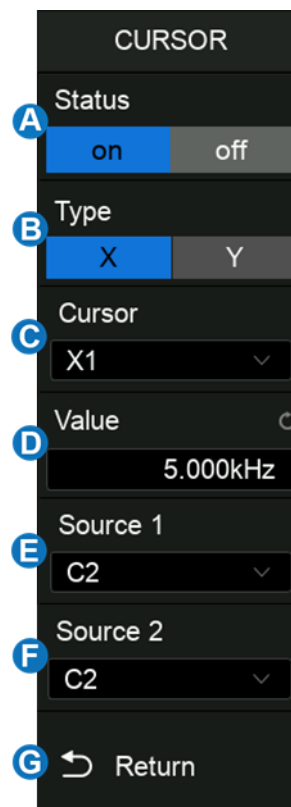 CURSOR
Status
A
on off
Type
B
X Y
Cursor
C
X1
Value
D
5.000kHz
Source 1
E
C2
Source 2
F
C2
G Return